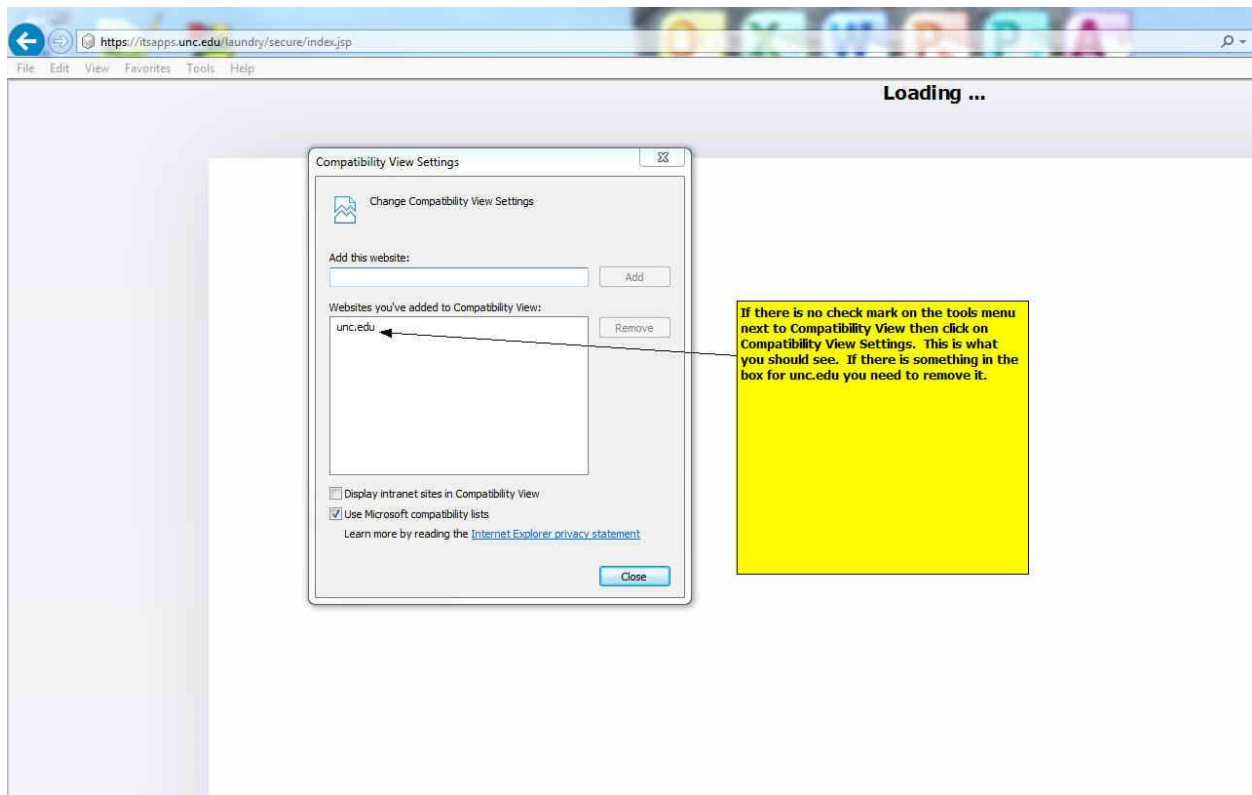 https://itsapps.unc.edu/laundry/secure/index.jsp
File Edit View Favorites Tools Help
Loading ...
Compatibility View Settings
Change Compatibility View Settings
Add this website:
Add
Websites you've added to Compatibility View:
unc.edu
Remove
Display intranet sites in Compatibility View
Use Microsoft compatibility lists
Learn more by reading the Internet Explorer privacy statement
Close
If there is no check mark on the tools menu
next to Compatibility View then click on
Compatibility View Settings. This is what
you should see. If there is something in the
box for unc.edu you need to remove it.